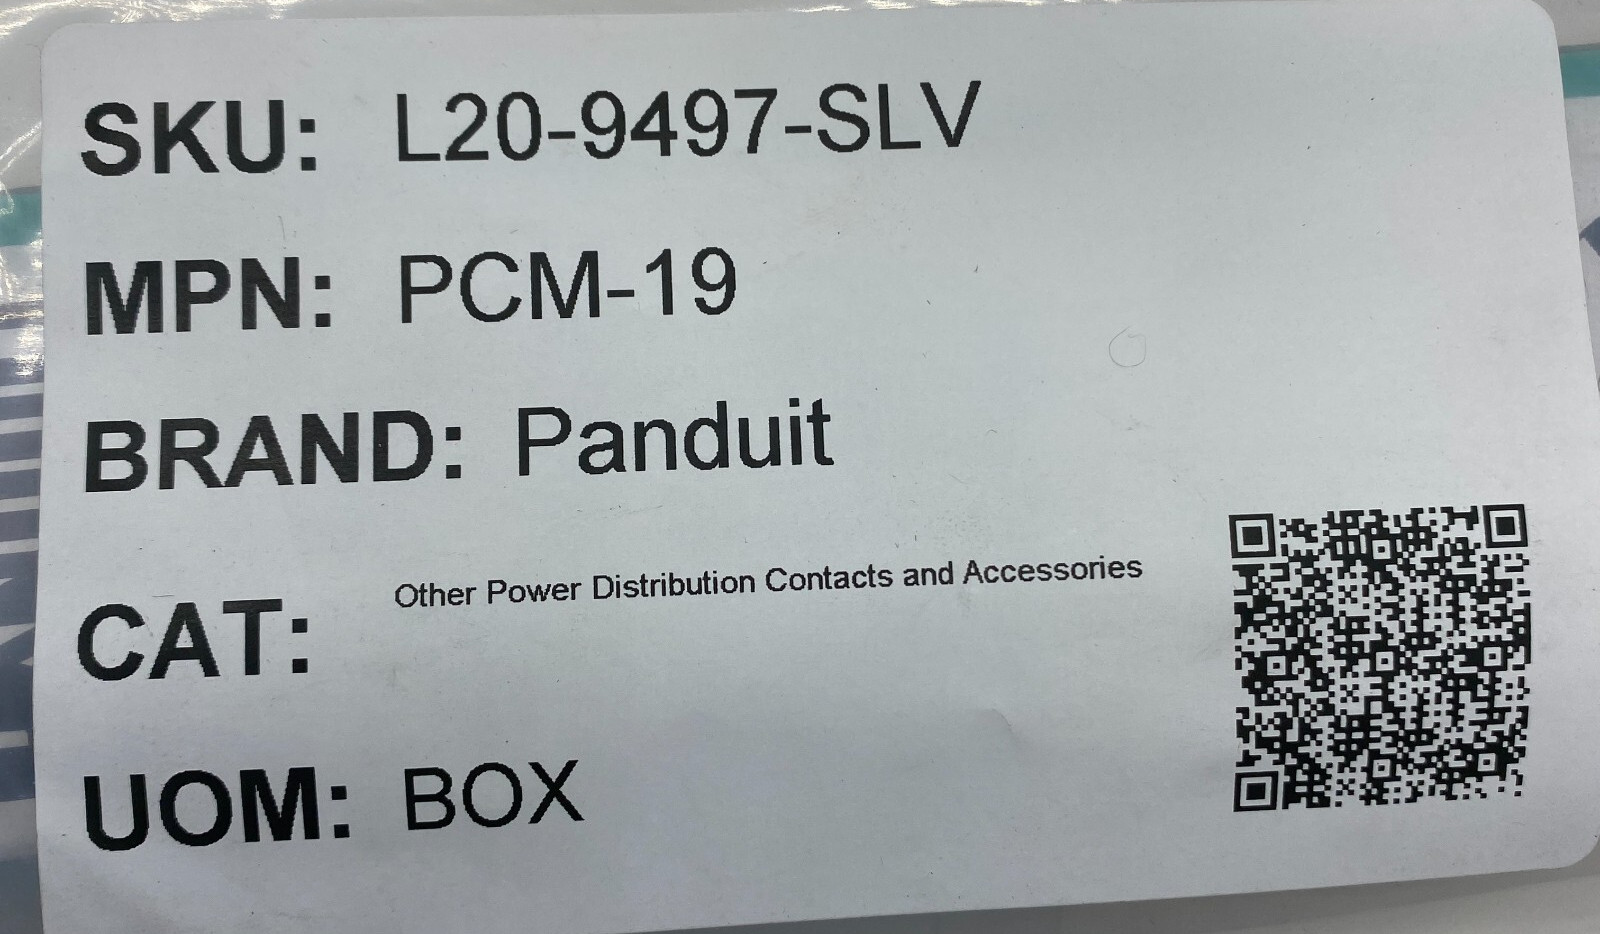 SKU: L20-9497-SLV
MPN: PCM-19
BRAND: Panduit
CAT: Other Power Distribution Contacts and Accessories
UOM: BOX